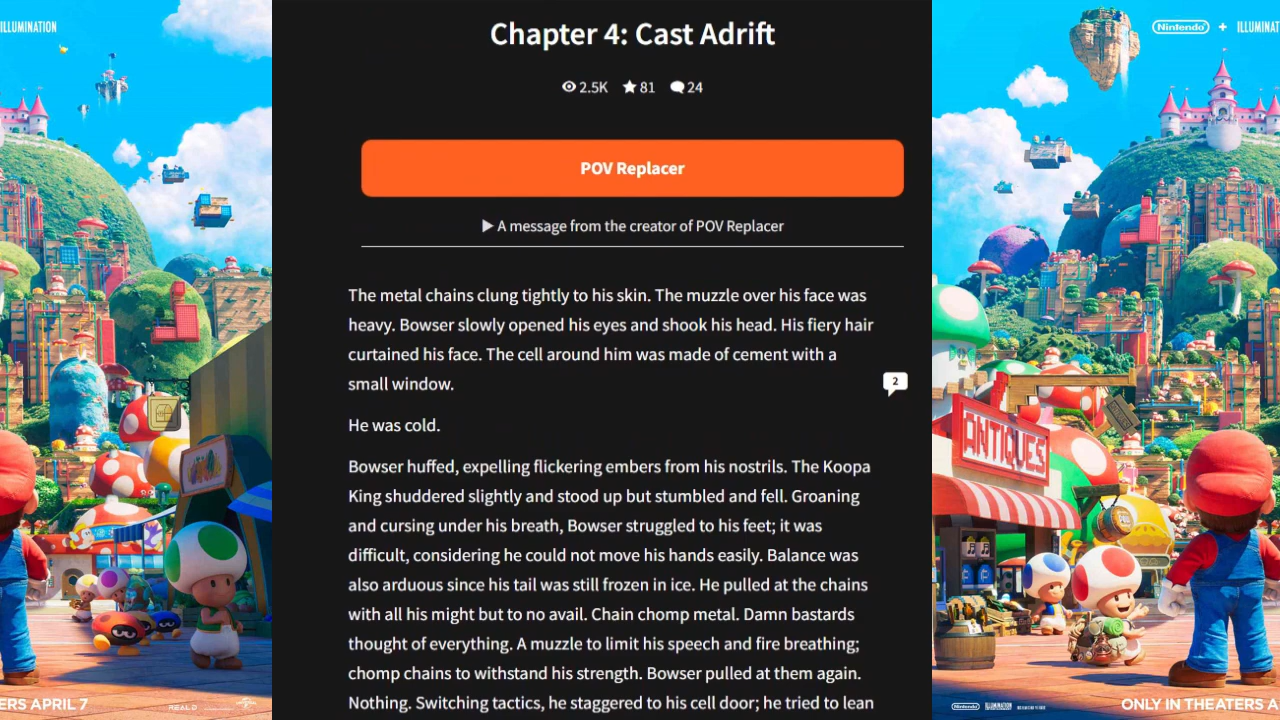 ILLUMINATION
Nintendo + ILLUMINAT
Chapter 4: Cast Adrift
2.5K 81 24
POV Replacer
▶ A message from the creator of POV Replacer
The metal chains clung tightly to his skin. The muzzle over his face was
heavy. Bowser slowly opened his eyes and shook his head. His fiery hair
curtained his face. The cell around him was made of cement with a
small window.
2
He was cold.
Bowser huffed, expelling flickering embers from his nostrils. The Koopa
King shuddered slightly and stood up but stumbled and fell. Groaning
and cursing under his breath, Bowser struggled to his feet; it was
difficult, considering he could not move his hands easily. Balance was
also arduous since his tail was still frozen in ice. He pulled at the chains
with all his might but to no avail. Chain chomp metal. Damn bastards
thought of everything. A muzzle to limit his speech and fire breathing;
chomp chains to withstand his strength. Bowser pulled at them again.
Nothing. Switching tactics, he staggered to his cell door; he tried to lean
ANTIQUES
ERS APRIL 7
REALD
Nintendo ILLUMINATION
ONLY IN THEATERS A